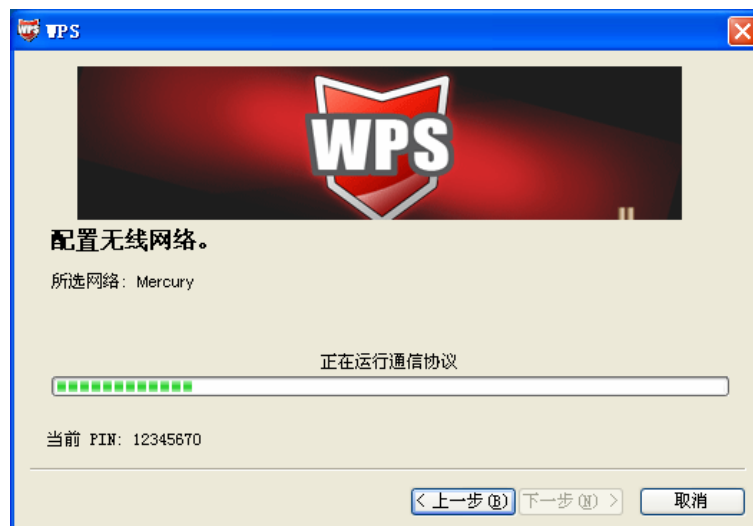 WPS
WPS
配置无线网络。
所选网络: Mercury
正在运行通信协议
当前 PIN: 12345670
< 上一步(B) 下一步(N) > 取消